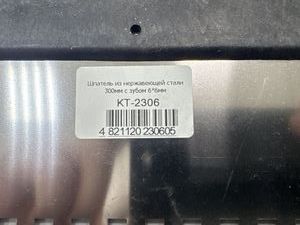 Шпатель из нержавеющей стали
300мм с зубом 6*6мм
KT-2306
4 821120 230605